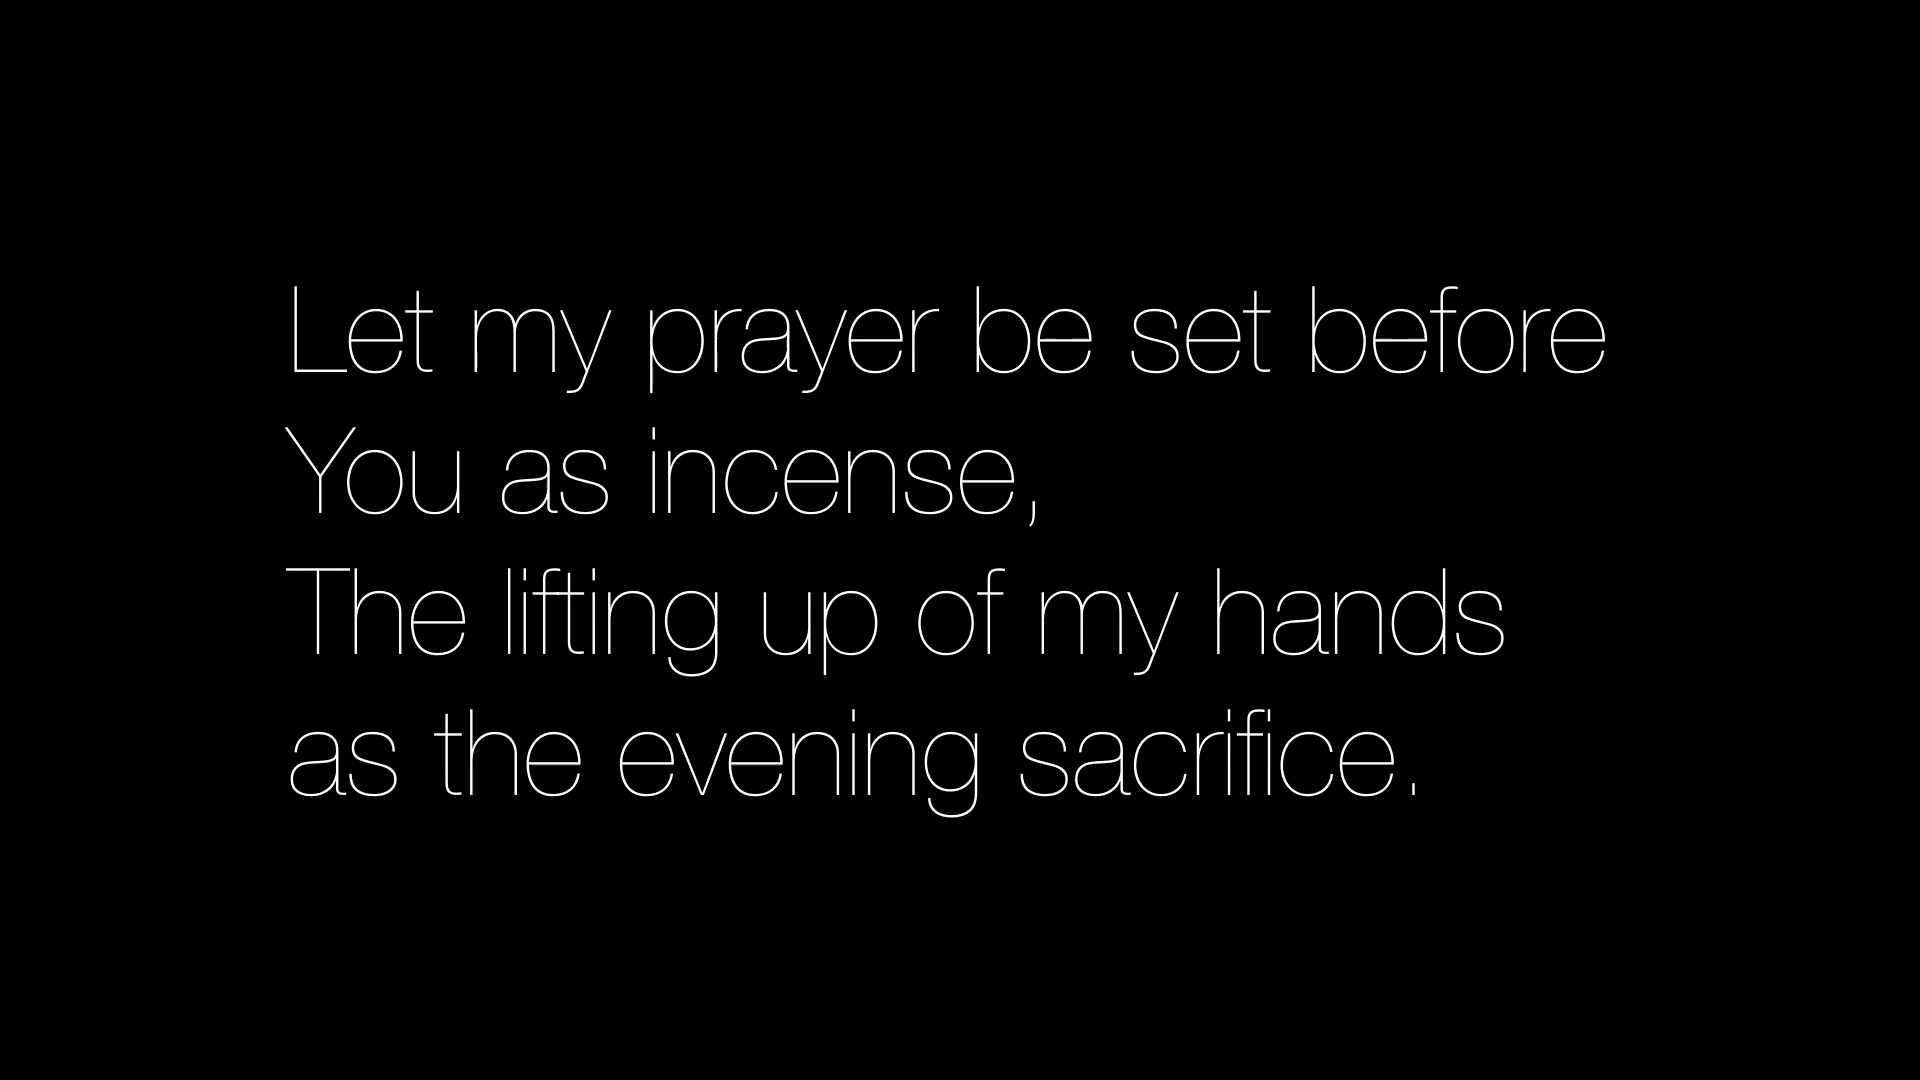 Let my prayer be set before
You as incense,
The lifting up of my hands
as the evening sacrifice.